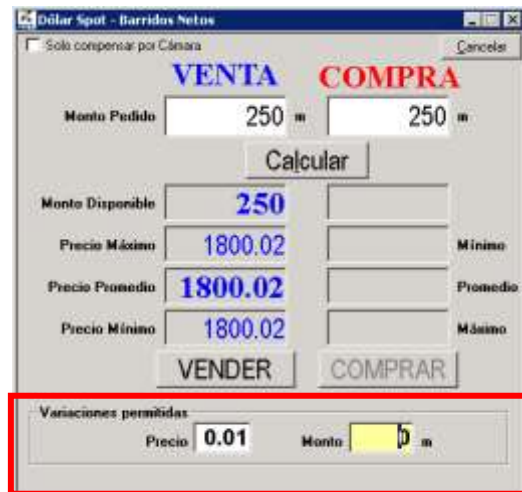 Dólar Spot - Barridos Netos
Solo compensar por Cámara Cancelar
VENTA COMPRA
Monto Pedido 250 m 250 m
Calcular
Monto Disponible 250
Precio Máximo 1800.02 Mínimo
Precio Promedio 1800.02 Promedio
Precio Mínimo 1800.02 Máximo
VENDER COMPRAR
Variaciones permitidas
Precio 0.01 Monto 0 m